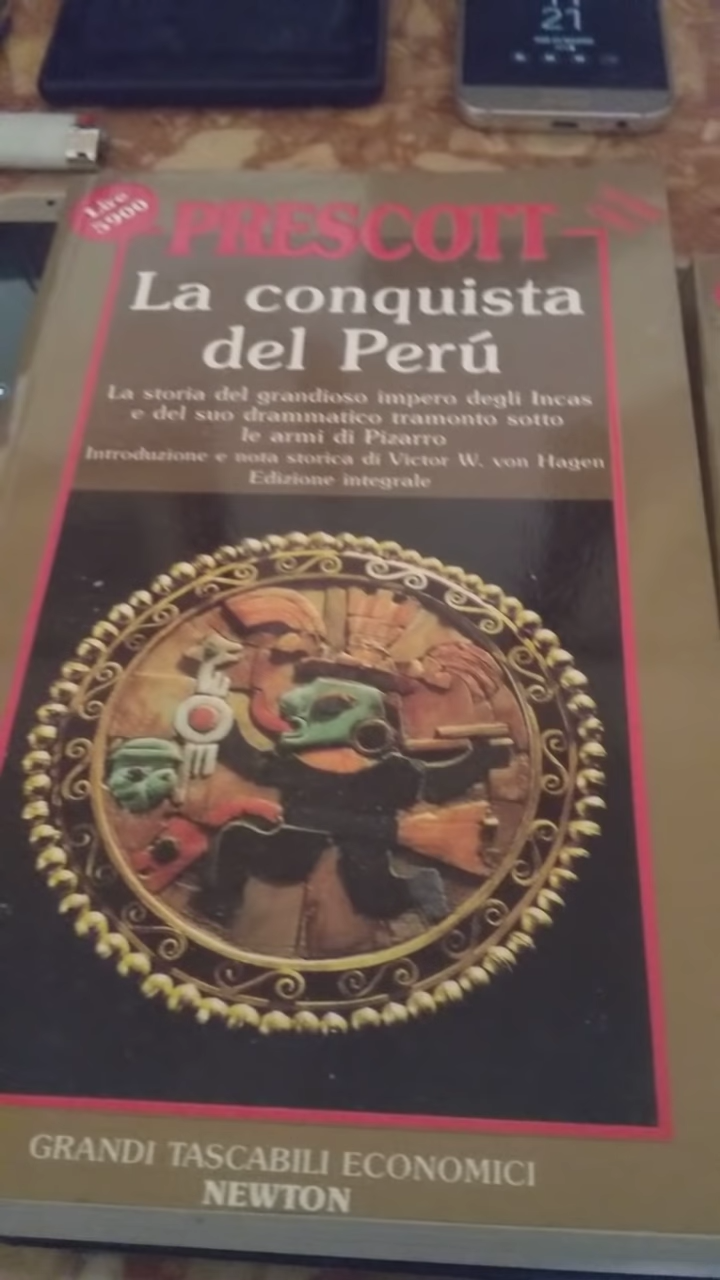 21
Lire
5900
PRESCOTT
La conquista
del Perú
La storia del grandioso impero degli Incas
e del suo drammatico tramonto sotto
le armi di Pizarro
Introduzione e nota storica di Victor W. von Hagen
Edizione integrale
GRANDI TASCABILI ECONOMICI
NEWTON